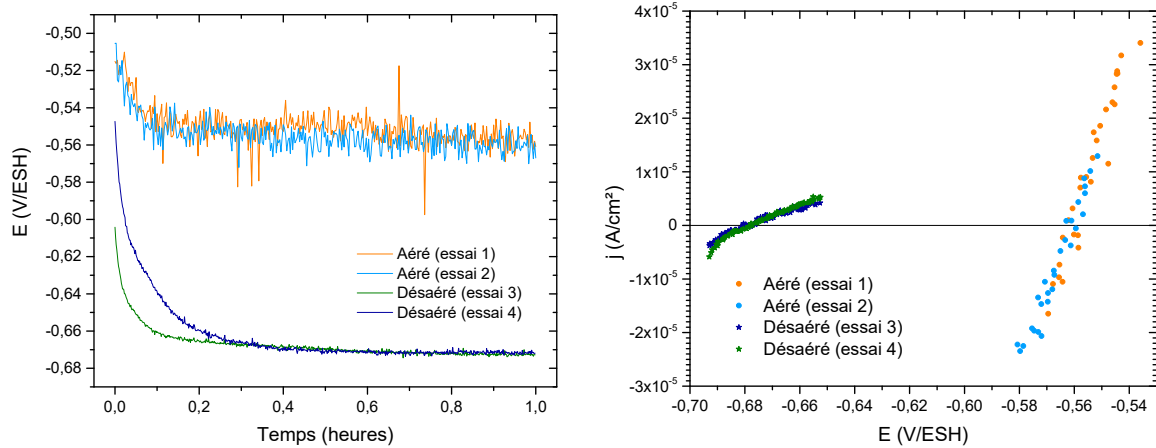 -0,50
-0,52
-0,54
-0,56
-0,58
-0,60
-0,62
-0,64
-0,66
-0,68
E (V/ESH)
0,0 0,2 0,4 0,6 0,8 1,0
Temps (heures)
Aéré (essai 1)
Aéré (essai 2)
Désaéré (essai 3)
Désaéré (essai 4)
4x10⁻⁵
3x10⁻⁵
2x10⁻⁵
1x10⁻⁵
0
-1x10⁻⁵
-2x10⁻⁵
-3x10⁻⁵
j (A/cm²)
-0,70 -0,68 -0,66 -0,64 -0,62 -0,60 -0,58 -0,56 -0,54
E (V/ESH)
Aéré (essai 1)
Aéré (essai 2)
Désaéré (essai 3)
Désaéré (essai 4)